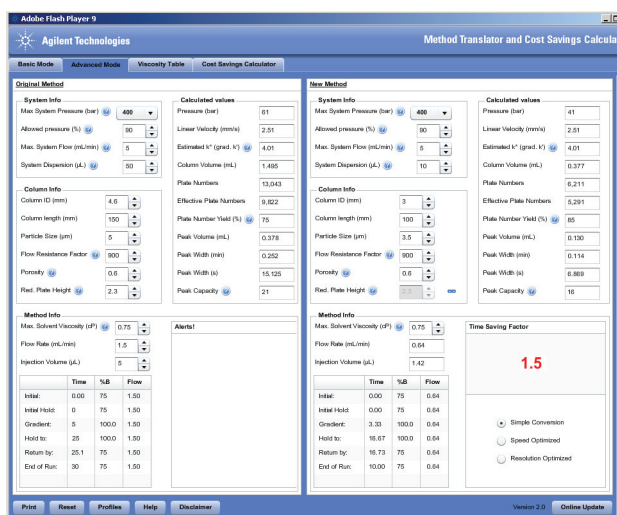 Adobe Flash Player 9
Agilent Technologies
Method Translator and Cost Savings Calcula
Basic Mode Advanced Mode Viscosity Table Cost Savings Calculator
Original Method
System Info
Max System Pressure (bar) 400
Allowed pressure (%) 90
Max. System Flow (mL/min) 5
System Dispersion (µL) 50
Column Info
Column ID (mm) 4.6
Column length (mm) 150
Particle Size (µm) 5
Flow Resistance Factor 900
Porosity 0.6
Red. Plate Height 2.3
Calculated values
Pressure (bar) 61
Linear Velocity (mm/s) 2.51
Estimated k* (grad. k') 4.01
Column Volume (mL) 1.495
Plate Numbers 13,043
Effective Plate Numbers 9,822
Plate Number Yield (%) 75
Peak Volume (mL) 0.378
Peak Width (min) 0.252
Peak Width (s) 15.125
Peak Capacity 21
Method Info
Max. Solvent Viscosity (cP) 0.75
Flow Rate (mL/min) 1.5
Injection Volume (µL) 5
Time %B Flow
Initial: 0.00 75 1.50
Initial Hold: 0 75 1.50
Gradient: 5 100.0 1.50
Hold to: 25 100.0 1.50
Return by: 25.1 75 1.50
End of Run: 30 75 1.50
Alerts!
New Method
System Info
Max System Pressure (bar) 400
Allowed pressure (%) 90
Max. System Flow (mL/min) 5
System Dispersion (µL) 10
Column Info
Column ID (mm) 3
Column length (mm) 100
Particle Size (µm) 3.5
Flow Resistance Factor 900
Porosity 0.6
Red. Plate Height 2.3
Calculated values
Pressure (bar) 41
Linear Velocity (mm/s) 2.51
Estimated k* (grad. k') 4.01
Column Volume (mL) 0.377
Plate Numbers 6,211
Effective Plate Numbers 5,291
Plate Number Yield (%) 85
Peak Volume (mL) 0.130
Peak Width (min) 0.114
Peak Width (s) 6.869
Peak Capacity 16
Method Info
Max. Solvent Viscosity (cP) 0.75
Flow Rate (mL/min) 0.64
Injection Volume (µL) 1.42
Time %B Flow
Initial: 0.00 75 0.64
Initial Hold: 0.00 75 0.64
Gradient: 3.33 100.0 0.64
Hold to: 16.67 100.0 0.64
Return by: 16.73 75 0.64
End of Run: 10.00 75 0.64
Time Saving Factor
1.5
Simple Conversion
Speed Optimized
Resolution Optimized
Print Reset Profiles Help Disclaimer
Version 2.0 Online Update